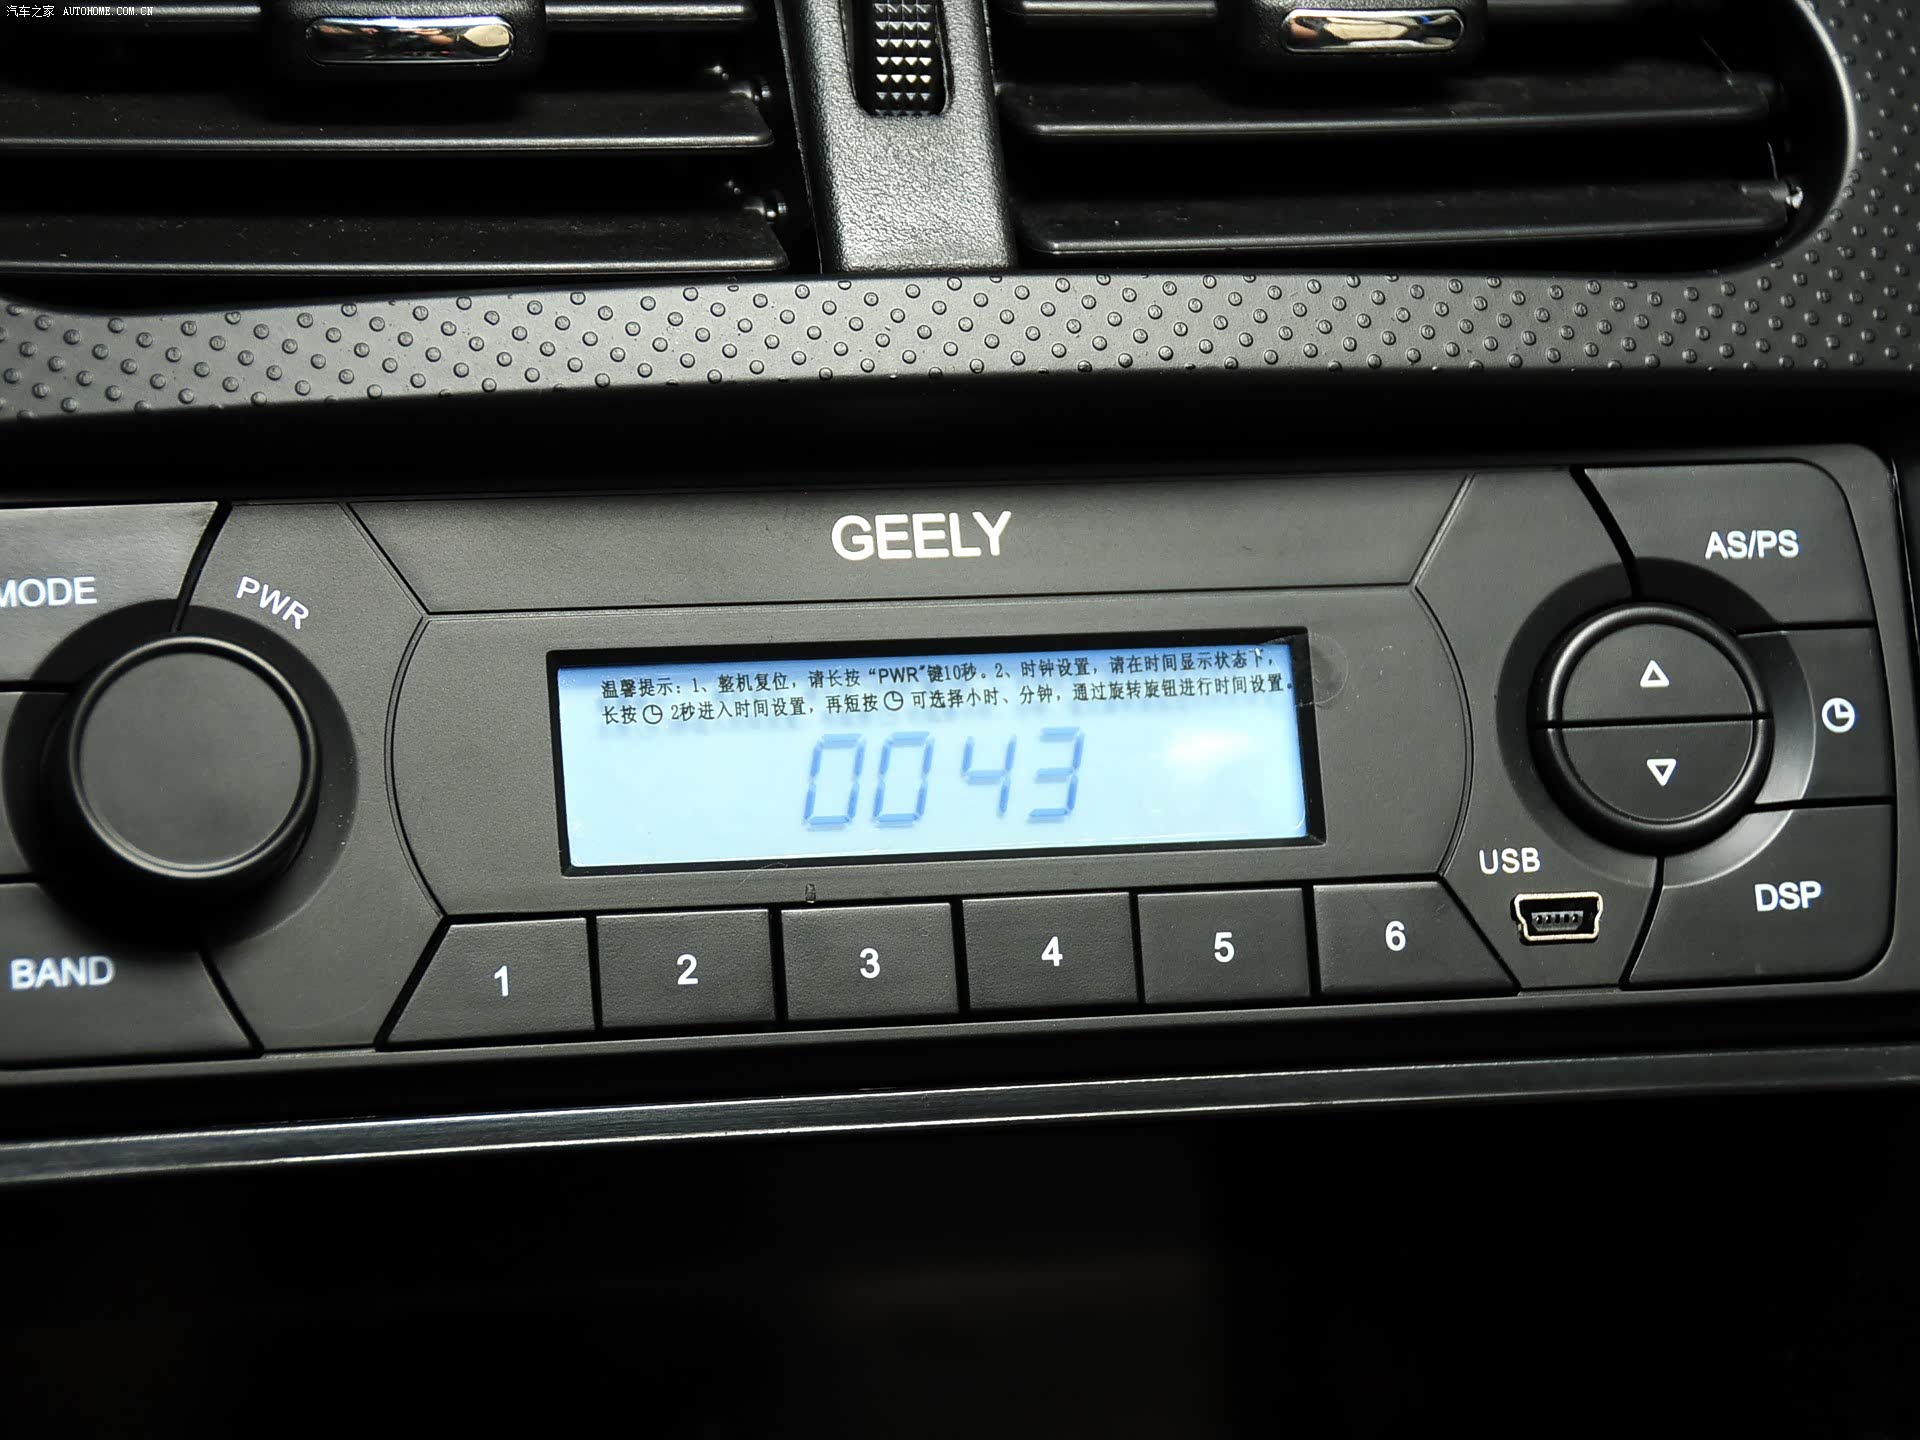 汽车之家 AUTOHOME.COM.CN
GEELY
MODE
PWR
AS/PS
温馨提示：1、整机复位，请长按“PWR”键10秒。2、时钟设置，请在时间显示状态下，
长按 2秒进入时间设置，再短按 可选择小时、分钟，通过旋转旋钮进行时间设置。
0043
USB
DSP
BAND
1
2
3
4
5
6